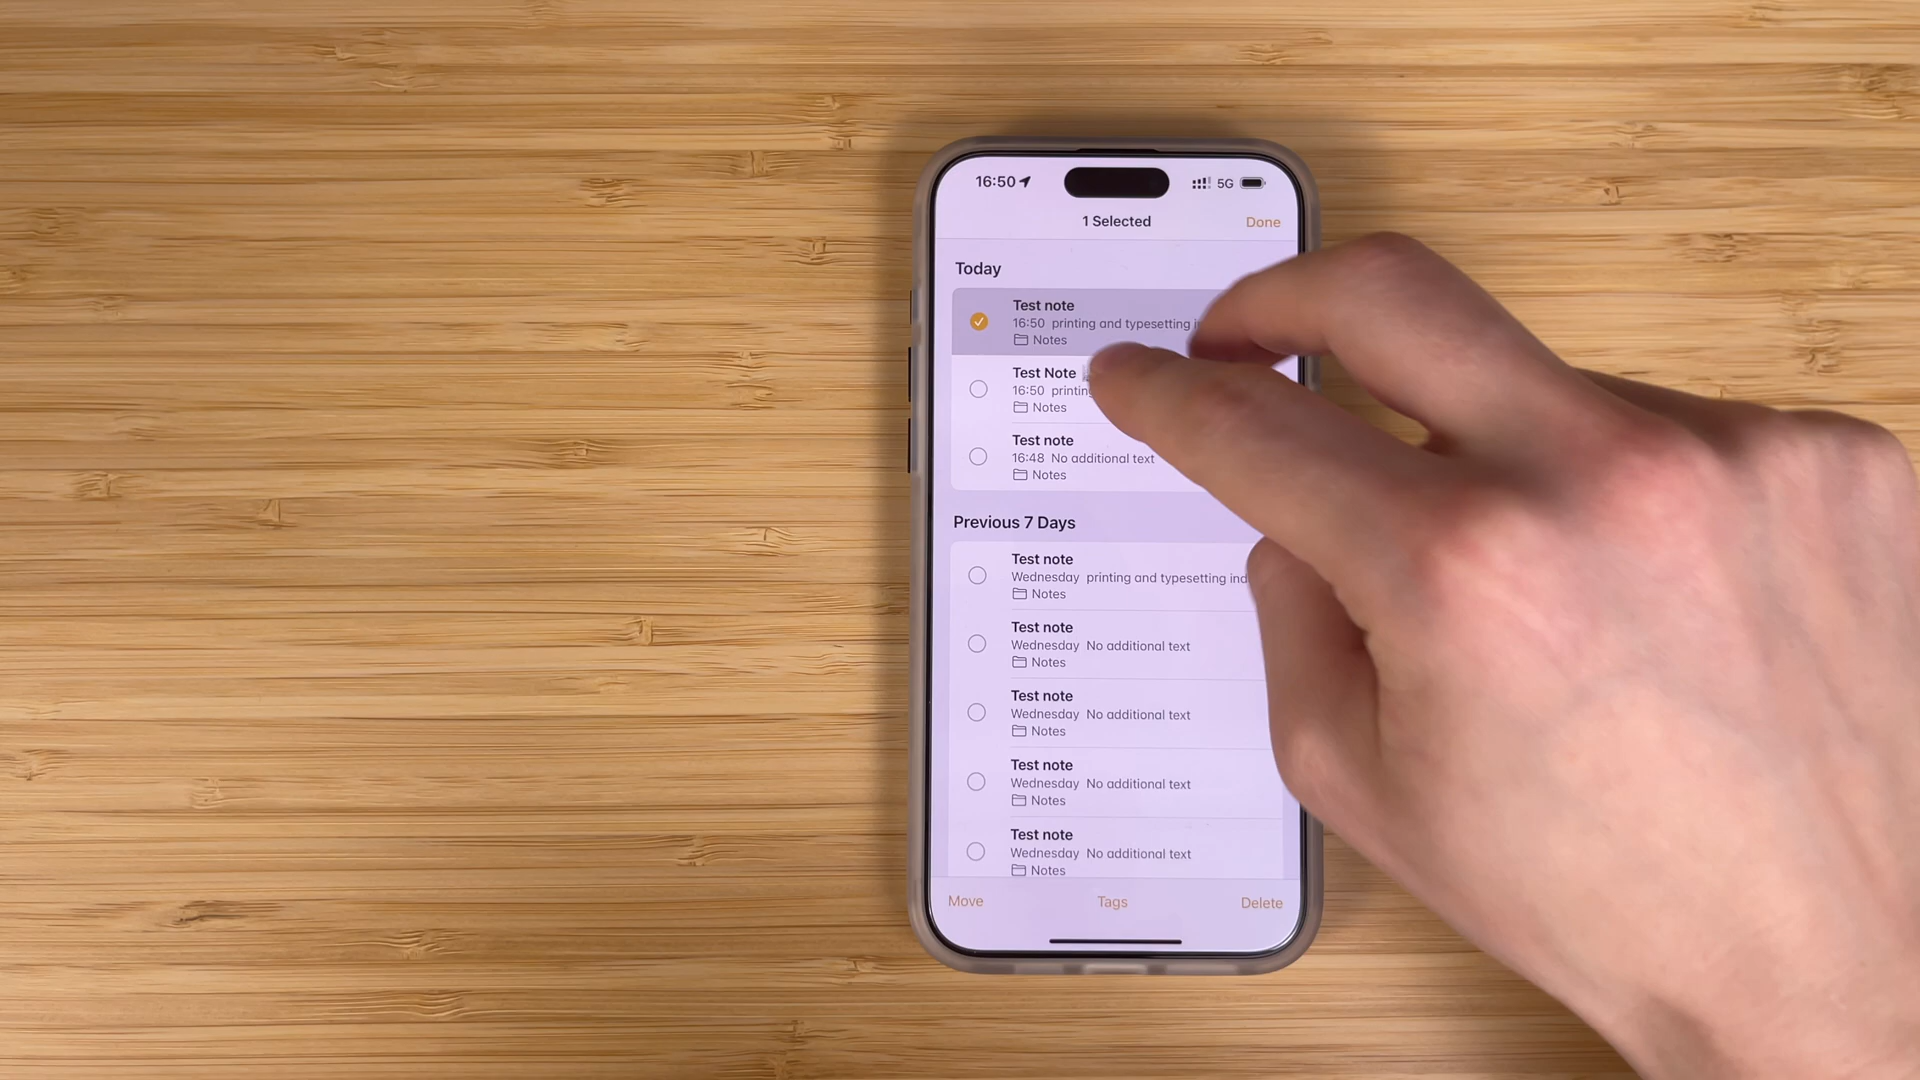 16:50 5G
1 Selected Done
Today
Test note
16:50 printing and typesetting
Notes
Test Note
16:50 printing
Notes
Test note
16:48 No additional text
Notes
Previous 7 Days
Test note
Wednesday printing and typesetting ind
Notes
Test note
Wednesday No additional text
Notes
Test note
Wednesday No additional text
Notes
Test note
Wednesday No additional text
Notes
Test note
Wednesday No additional text
Notes
Move Tags Delete